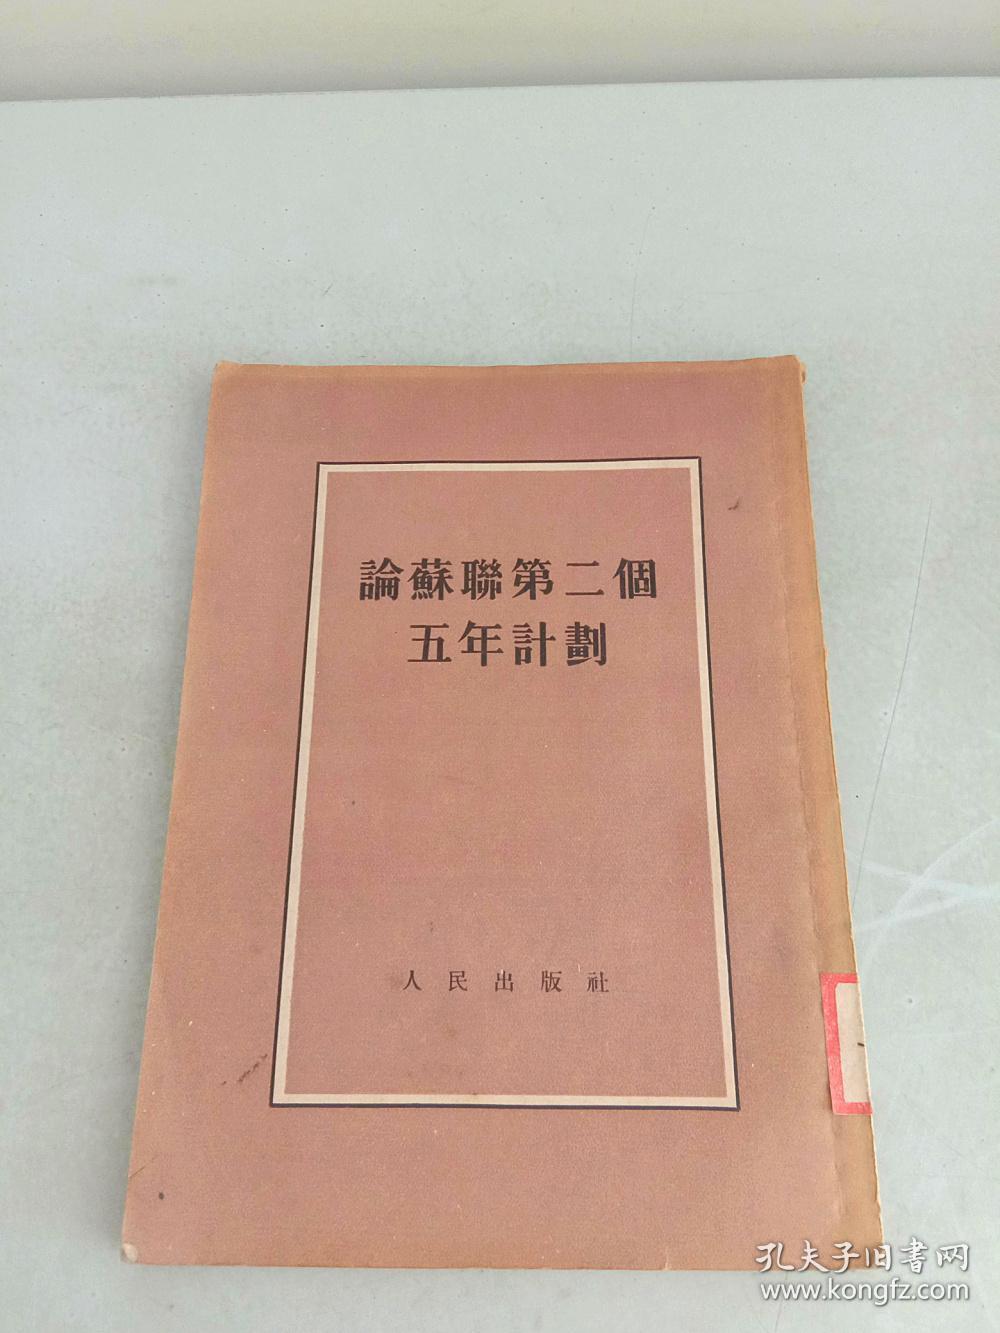 論蘇聯第二個
五年計劃
人民出版社
孔夫子旧書网
www.kongfz.com